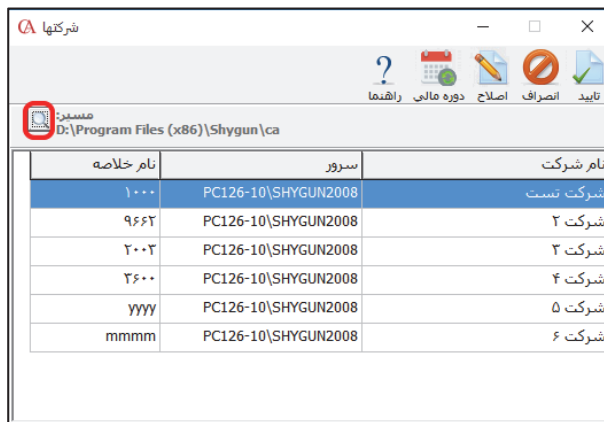 شرکتها
تایید انصراف اصلاح دوره مالی راهنما
مسیر:
D:\Program Files (x86)\Shygun\ca
نام شرکت سرور نام خلاصه
شرکت تست PC126-10\SHYGUN2008 ۱۰۰۰
شرکت ۲ PC126-10\SHYGUN2008 ۹۶۶۲
شرکت ۳ PC126-10\SHYGUN2008 ۲۰۰۳
شرکت ۴ PC126-10\SHYGUN2008 ۳۶۰۰
شرکت ۵ PC126-10\SHYGUN2008 yyyy
شرکت ۶ PC126-10\SHYGUN2008 mmmm